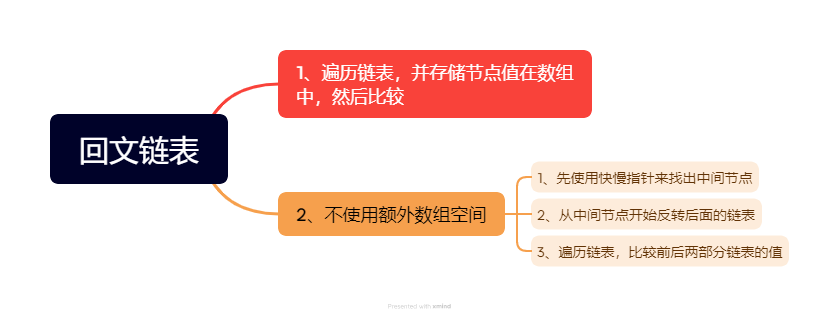 回文链表
1、遍历链表，并存储节点值在数组
中，然后比较
2、不使用额外数组空间
1、先使用快慢指针来找出中间节点
2、从中间节点开始反转后面的链表
3、遍历链表，比较前后两部分链表的值
Presented with xmind